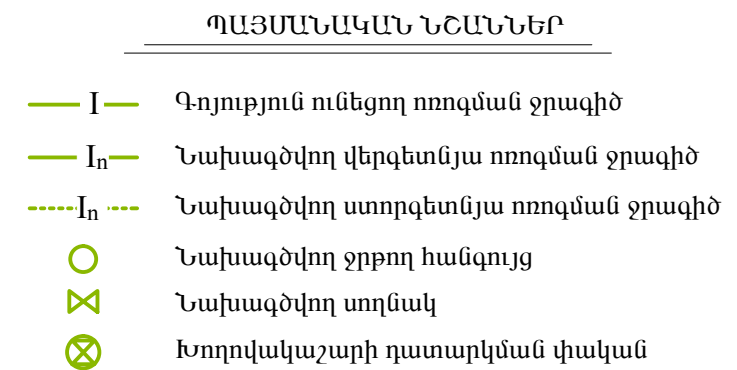 ՊԱՅՄԱՆԱԿԱՆ ՆՇԱՆՆԵՐ
I Գոյություն ունեցող ոռոգման ջրագիծ
In Նախագծվող վերգետնյա ոռոգման ջրագիծ
In Նախագծվող ստորգետնյա ոռոգման ջրագիծ
Նախագծվող ջրթող հանգույց
Նախագծվող սողնակ
Խողովակաշարի դատարկման փական